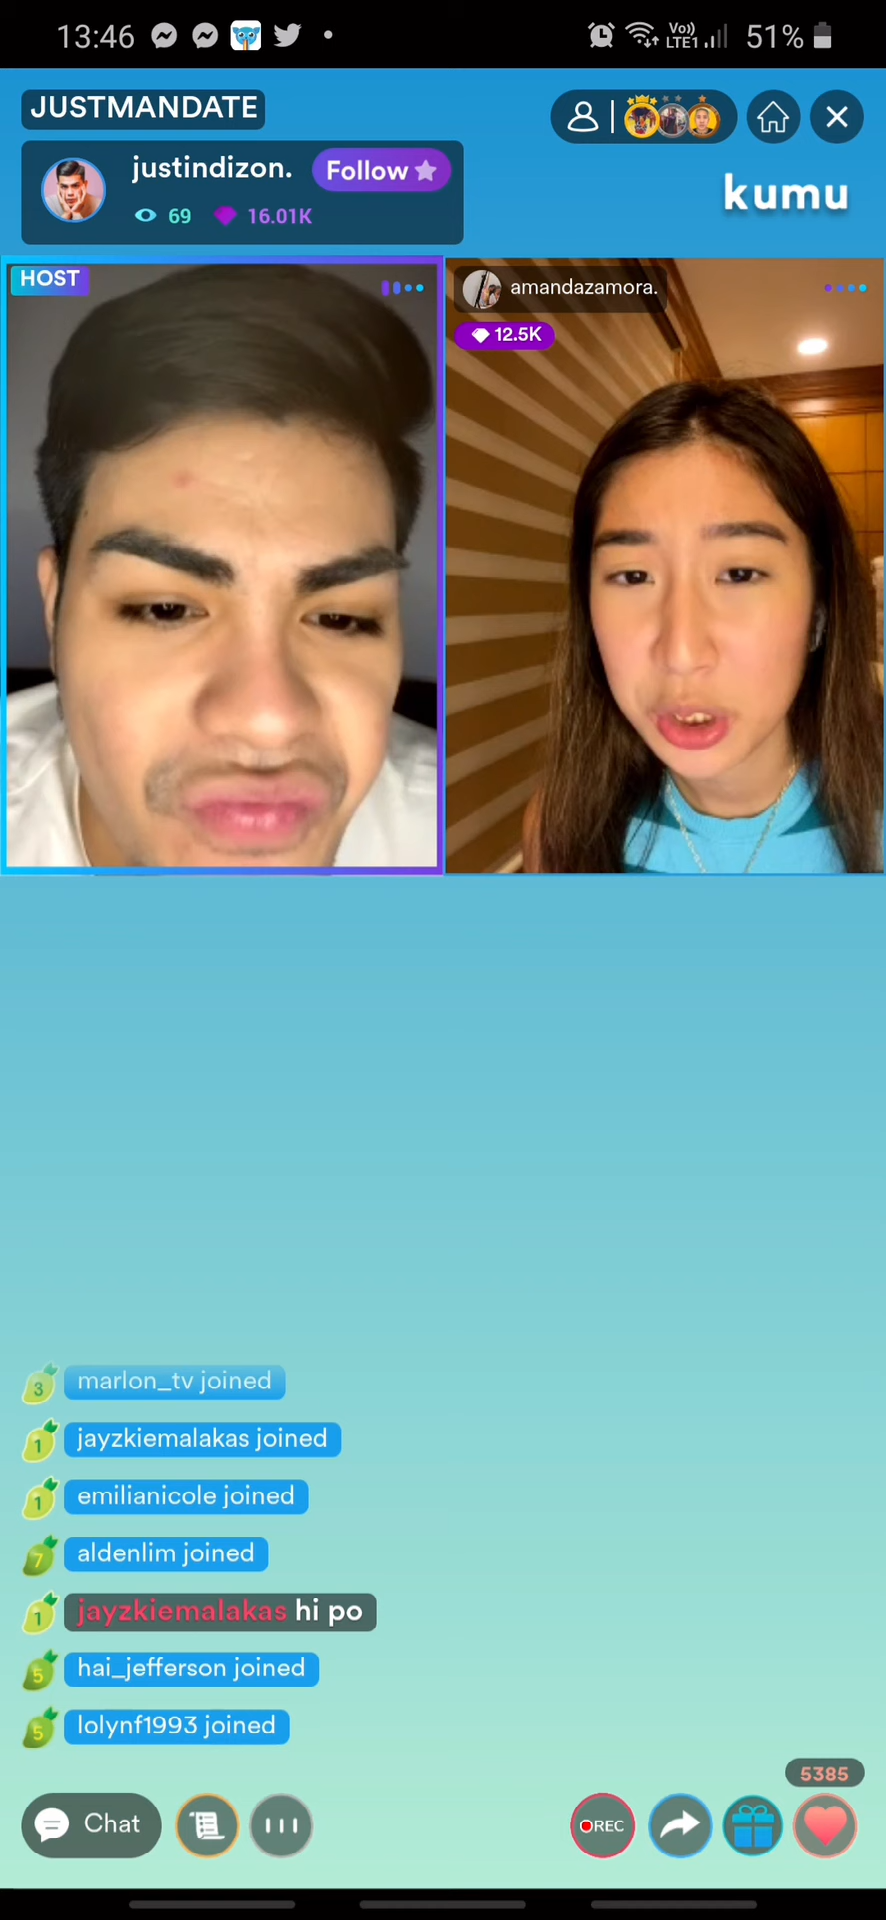 13:46
Vo))
LTE1
51%
JUSTMANDATE
justindizon.
Follow
69
16.01K
kumu
HOST
amandazamora.
12.5K
3 marlon_tv joined
1 jayzkiemalakas joined
1 emilianicole joined
7 aldenlim joined
1 jayzkiemalakas hi po
5 hai_jefferson joined
5 lolynf1993 joined
5385
Chat
REC